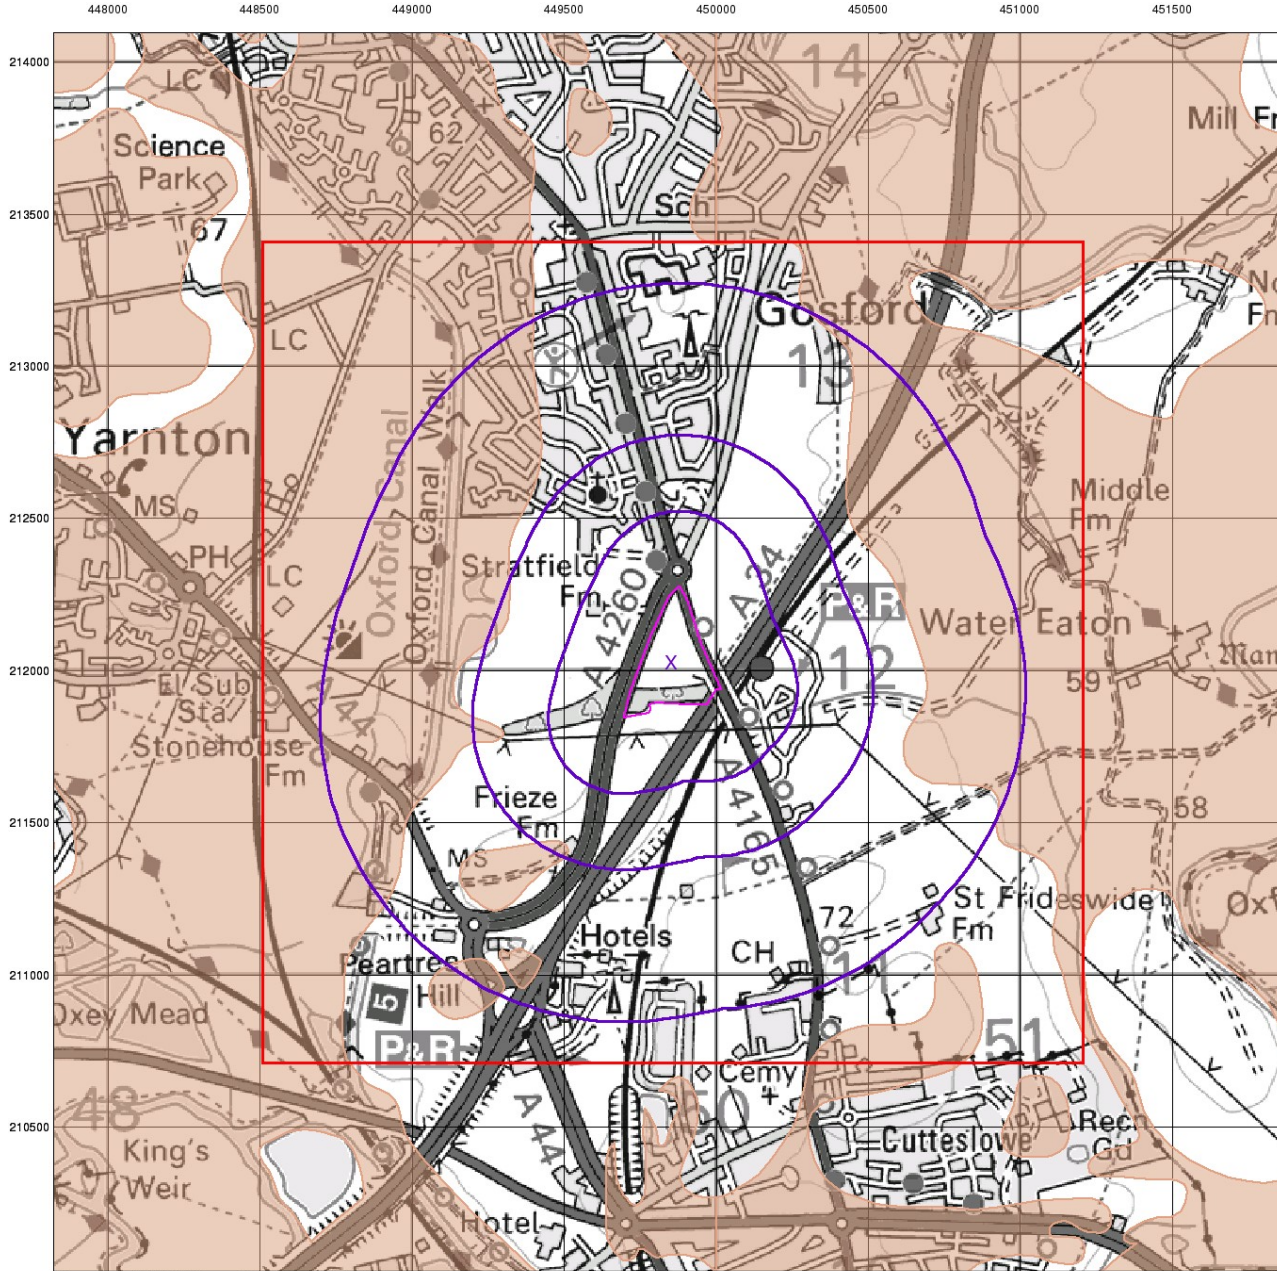 448000 448500 449000 449500 450000 450500 451000 451500
214000
213500
213000
212500
212000
211500
211000
210500
LC
14
62
Mill Fr
Science
Park
Sch
67
Gosford
LC
13
Yarnton
Oxford Canal
Oxford Canal Walk
MS
Middle
Fm
PH
LC
Stratfield
Fm
A 4260
A 34
P&R
Water Eaton
12
Man
El Sub
Sta
A 44
59
Stonehouse
Fm
Frieze
Fm
A 4165
58
MS
72
St Frideswide
Fm
Oxf
Hotels
CH
11
Peartree
Hill
5
Oxey Mead
P&R
51
48
Cemy
50
A 44
Cutteslowe
Rec
Gd
King's
Weir
Hotel
X